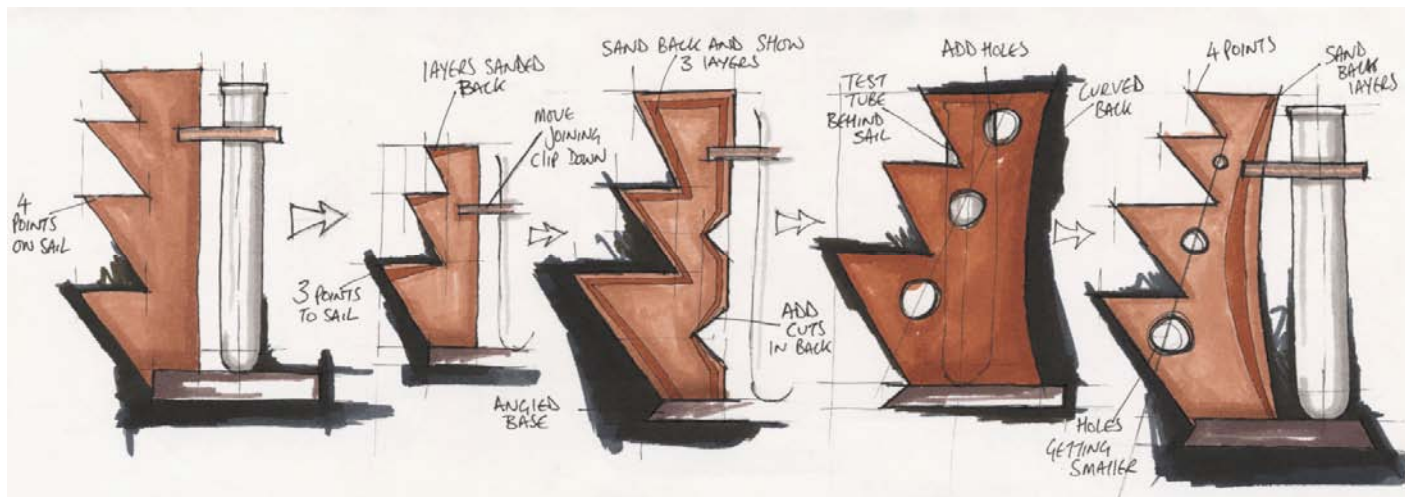 4
POINTS
ON SAIL
LAYERS SANDED
BACK
MOVE
JOINING
CLIP DOWN
3 POINTS
TO SAIL
SAND BACK AND SHOW
3 LAYERS
ADD
CUTS
IN BACK
ANGLED
BASE
ADD HOLES
TEST
TUBE
BEHIND
SAIL
CURVED
BACK
4 POINTS
SAND
BACK
LAYERS
HOLES
GETTING
SMALLER